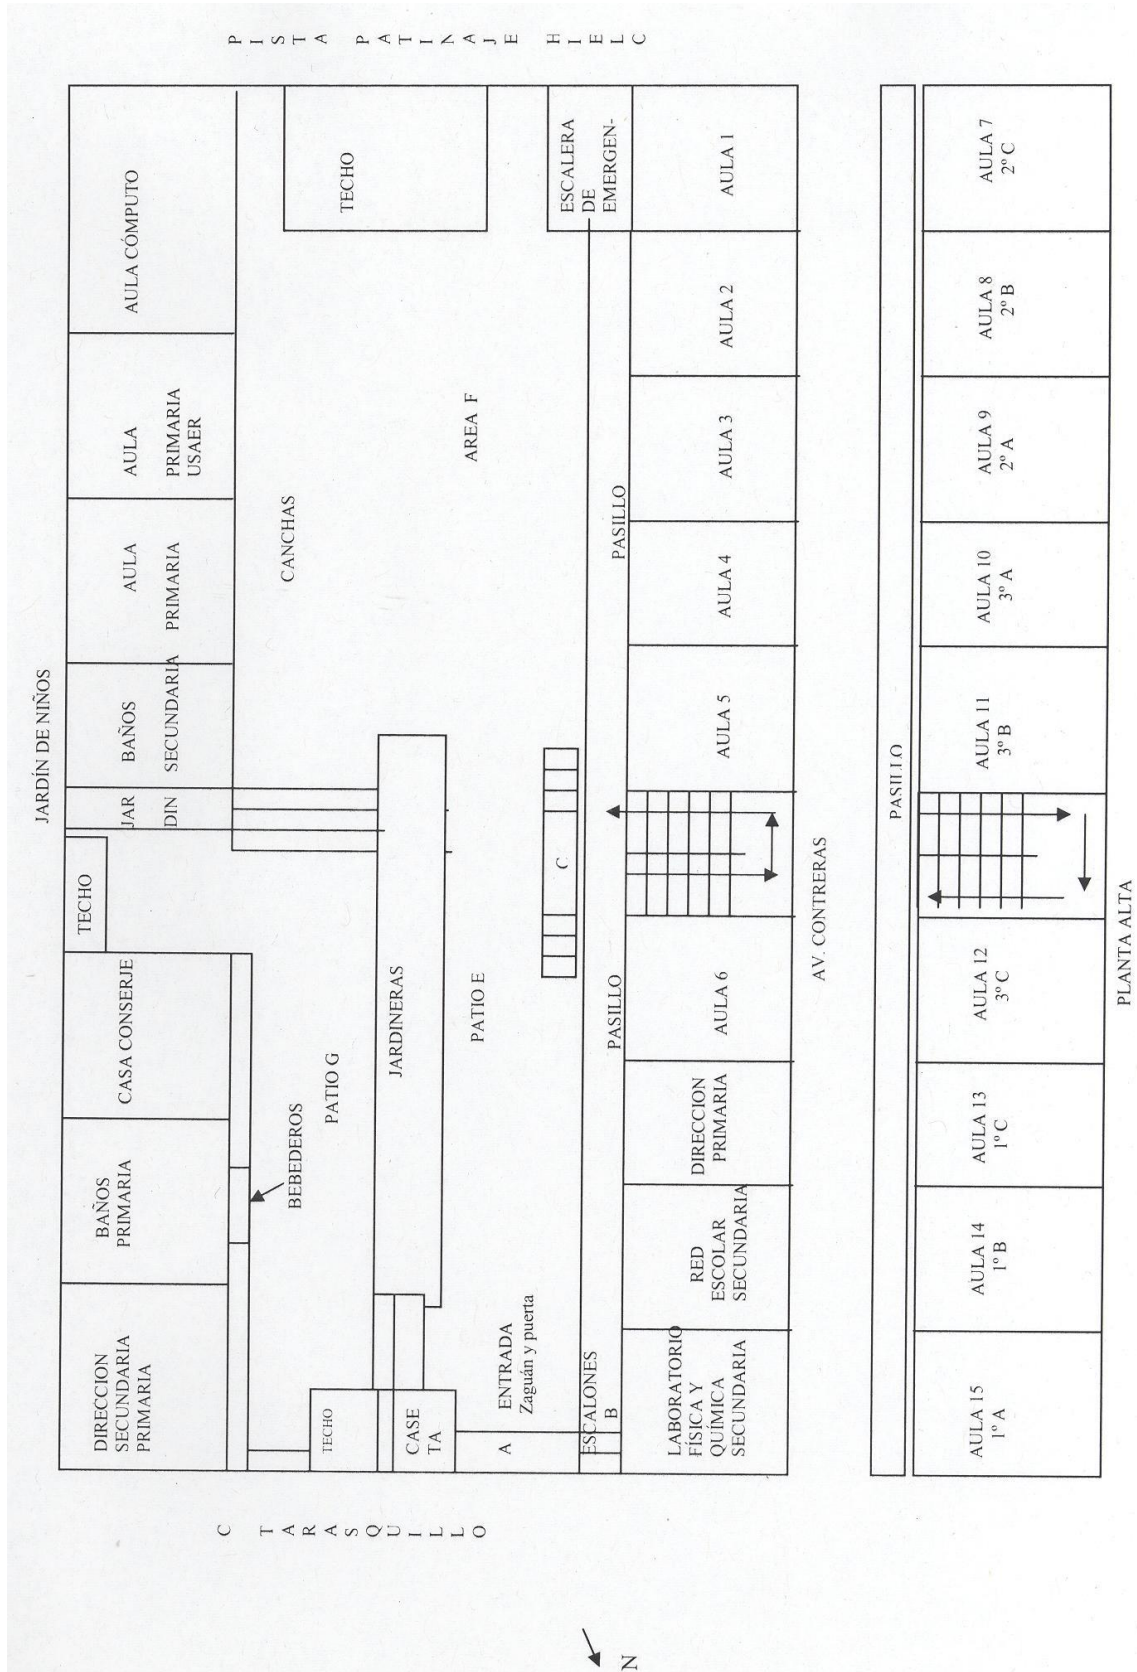 JARDÍN DE NIÑOS
DIRECCION
SECUNDARIA
PRIMARIA
BAÑOS
PRIMARIA
CASA CONSERJE
TECHO
JAR
DIN
BAÑOS
SECUNDARIA
AULA
PRIMARIA
AULA
PRIMARIA
USAER
AULA CÓMPUTO
C TARASQUILLO
PISTA PATINAJE HIELC
BEBEDEROS
PATIO G
CANCHAS
TECHO
TECHO
CASE
TA
JARDINERAS
PATIO E
AREA F
A
ENTRADA
Zaguán y puerta
C
ESCALERA
DE
EMERGEN-
ESCALONES
B
PASILLO
PASILLO
LABORATORIO
FÍSICA Y
QUÍMICA
SECUNDARIA
RED
ESCOLAR
SECUNDARIA
DIRECCION
PRIMARIA
AULA 6
AULA 5
AULA 4
AULA 3
AULA 2
AULA 1
N
AV. CONTRERAS
PASILLO
AULA 15
1º A
AULA 14
1º B
AULA 13
1º C
AULA 12
3º C
AULA 11
3º B
AULA 10
3º A
AULA 9
2º A
AULA 8
2º B
AULA 7
2º C
PLANTA ALTA